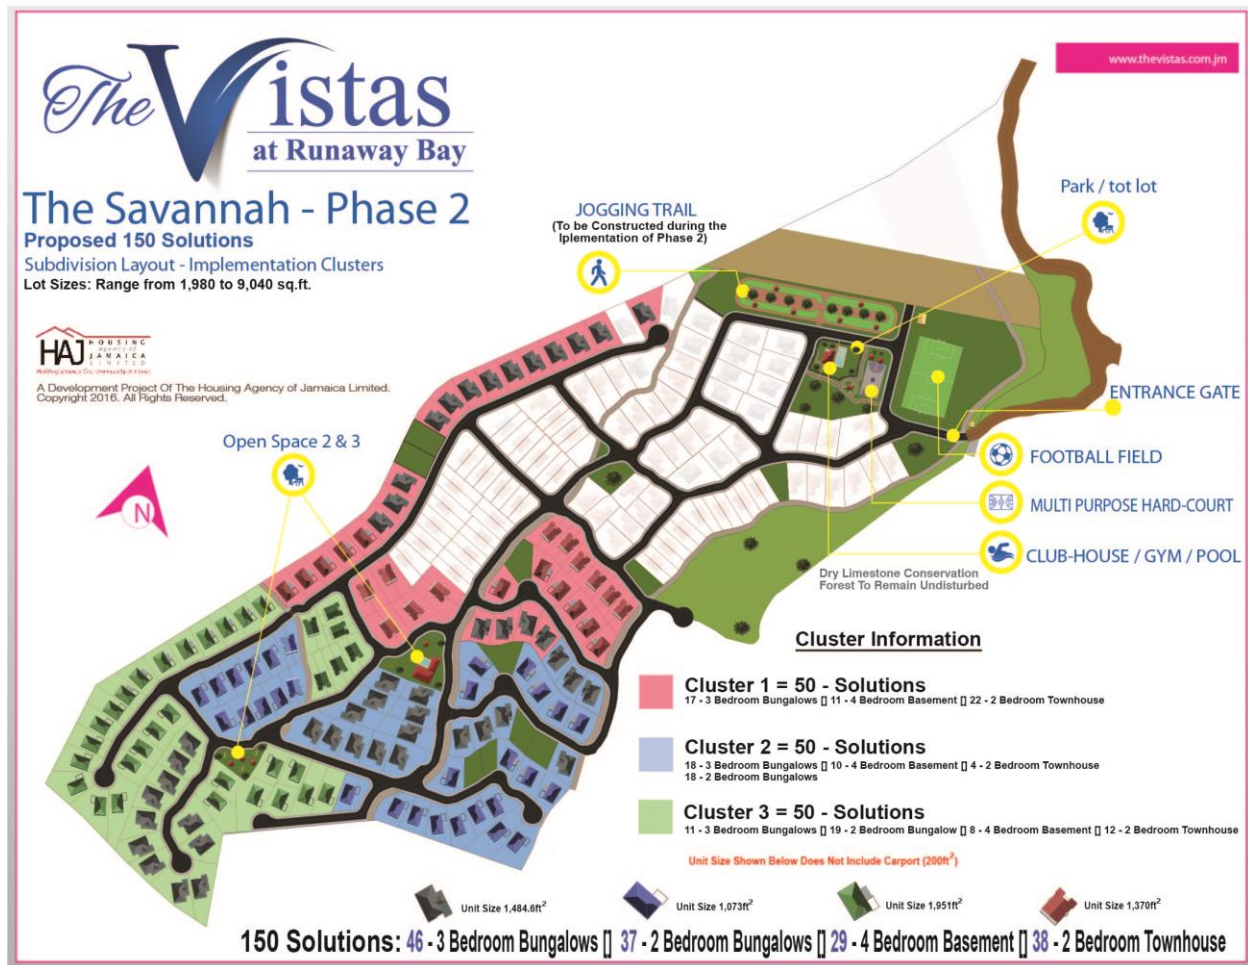 The Vistas
at Runaway Bay
www.thevistas.com.jm
The Savannah - Phase 2
Proposed 150 Solutions
Subdivision Layout - Implementation Clusters
Lot Sizes: Range from 1,980 to 9,040 sq.ft.
HAJ HOUSING
agency of
JAMAICA
LIMITED
A Development Project Of The Housing Agency of Jamaica Limited.
Copyright 2016. All Rights Reserved.
JOGGING TRAIL
(To be Constructed during the
Iplementation of Phase 2)
Park / tot lot
Open Space 2 & 3
N
ENTRANCE GATE
FOOTBALL FIELD
MULTI PURPOSE HARD-COURT
CLUB-HOUSE / GYM / POOL
Dry Limestone Conservation
Forest To Remain Undisturbed
Cluster Information
Cluster 1 = 50 - Solutions
17 - 3 Bedroom Bungalows [] 11 - 4 Bedroom Basement [] 22 - 2 Bedroom Townhouse
Cluster 2 = 50 - Solutions
18 - 3 Bedroom Bungalows [] 10 - 4 Bedroom Basement [] 4 - 2 Bedroom Townhouse
18 - 2 Bedroom Bungalows
Cluster 3 = 50 - Solutions
11 - 3 Bedroom Bungalows [] 19 - 2 Bedroom Bungalow [] 8 - 4 Bedroom Basement [] 12 - 2 Bedroom Townhouse
Unit Size Shown Below Does Not Include Carport (200ft²)
Unit Size 1,484.6ft²
Unit Size 1,073ft²
Unit Size 1,951ft²
Unit Size 1,370ft²
150 Solutions: 46 - 3 Bedroom Bungalows [] 37 - 2 Bedroom Bungalows [] 29 - 4 Bedroom Basement [] 38 - 2 Bedroom Townhouse